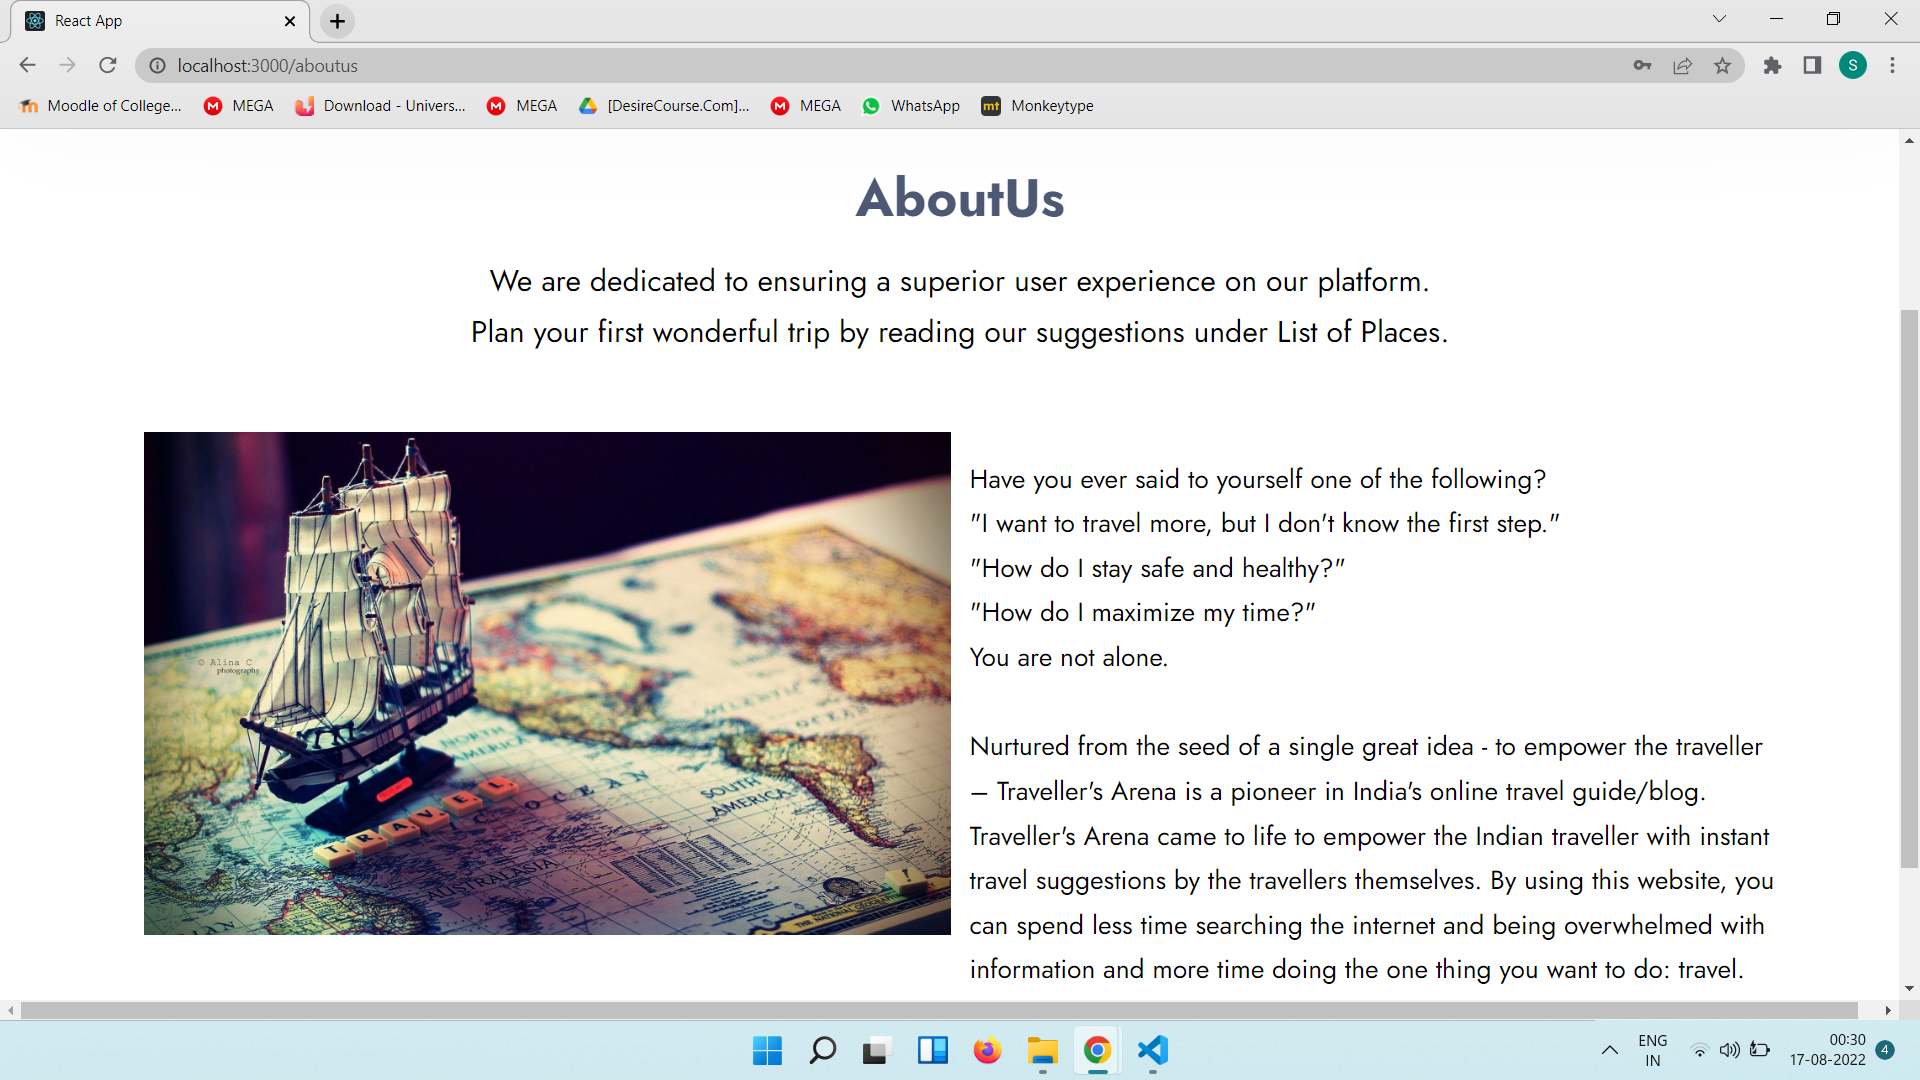 React App
localhost:3000/aboutus
S
Moodle of College...
MEGA
Download - Univers...
MEGA
[DesireCourse.Com]...
MEGA
WhatsApp
mt Monkeytype
AboutUs
We are dedicated to ensuring a superior user experience on our platform.
Plan your first wonderful trip by reading our suggestions under List of Places.
© Alina C
photography
NORTH
AMERICA
OCEAN
SOUTH
AMERICA
OCEAN
TRAVEL
AUSTRALASIA
Have you ever said to yourself one of the following?
"I want to travel more, but I don't know the first step."
"How do I stay safe and healthy?"
"How do I maximize my time?"
You are not alone.
Nurtured from the seed of a single great idea - to empower the traveller
– Traveller's Arena is a pioneer in India's online travel guide/blog.
Traveller's Arena came to life to empower the Indian traveller with instant
travel suggestions by the travellers themselves. By using this website, you
can spend less time searching the internet and being overwhelmed with
information and more time doing the one thing you want to do: travel.
ENG
IN
00:30
17-08-2022
4